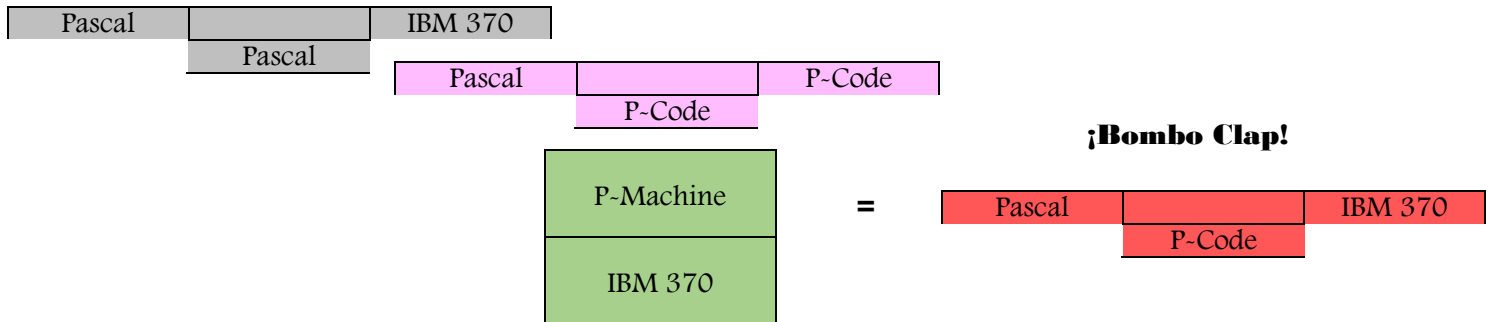 Pascal IBM 370
Pascal
Pascal P-Code
P-Code
¡Bombo Clap!
P-Machine = Pascal IBM 370
P-Code
IBM 370